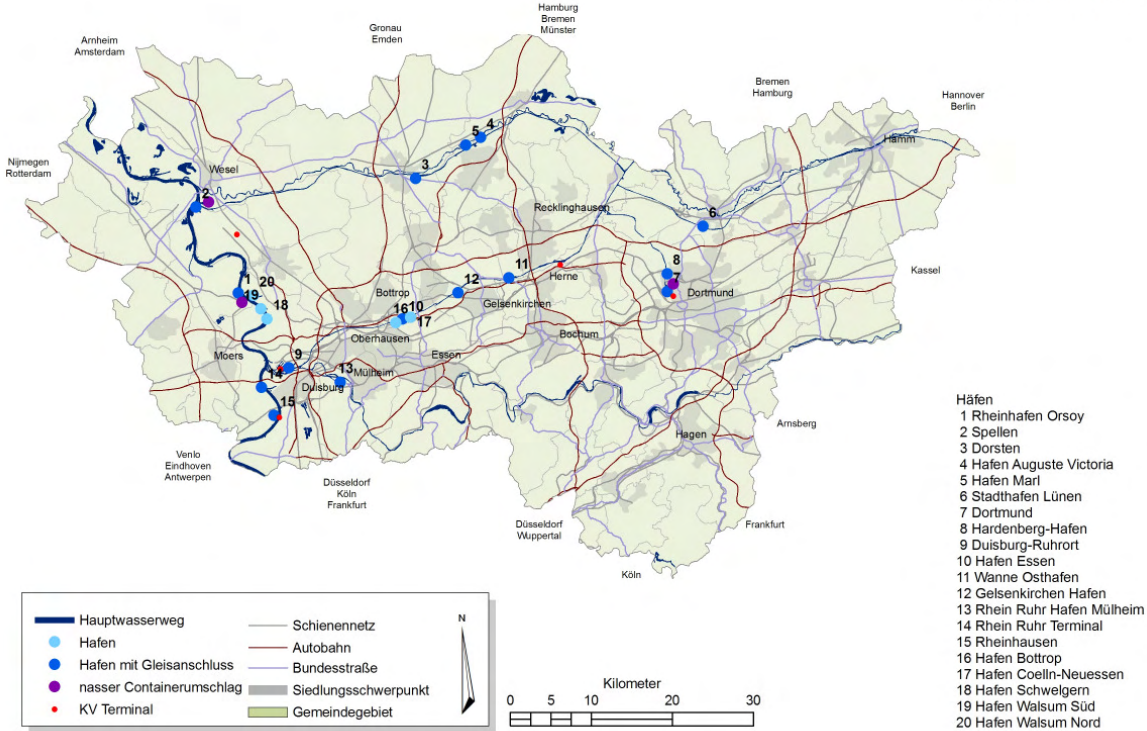 Hamburg
Bremen
Münster
Gronau
Emden
Arnheim
Amsterdam
Bremen
Hamburg
Hannover
Berlin
Nijmegen
Rotterdam
Hamm
Wesel
5
4
3
2
Recklinghausen
6
Kassel
1
20
19
18
12
11
Herne
8
7
Dortmund
Bottrop
Gelsenkirchen
16
10
17
Oberhausen
Bochum
Moers
9
Essen
14
Duisburg
13
Mülheim
15
Hagen
Arnsberg
Venlo
Eindhoven
Antwerpen
Düsseldorf
Köln
Frankfurt
Düsseldorf
Wuppertal
Frankfurt
Köln
Häfen
1 Rheinhafen Orsoy
2 Spellen
3 Dorsten
4 Hafen Auguste Victoria
5 Hafen Marl
6 Stadthafen Lünen
7 Dortmund
8 Hardenberg-Hafen
9 Duisburg-Ruhrort
10 Hafen Essen
11 Wanne Osthafen
12 Gelsenkirchen Hafen
13 Rhein Ruhr Hafen Mülheim
14 Rhein Ruhr Terminal
15 Rheinhausen
16 Hafen Bottrop
17 Hafen Coelln-Neuessen
18 Hafen Schwelgern
19 Hafen Walsum Süd
20 Hafen Walsum Nord
Hauptwasserweg
Hafen
Hafen mit Gleisanschluss
nasser Containerumschlag
KV Terminal
Schienennetz
Autobahn
Bundesstraße
Siedlungsschwerpunkt
Gemeindegebiet
N
Kilometer
0 5 10 20 30